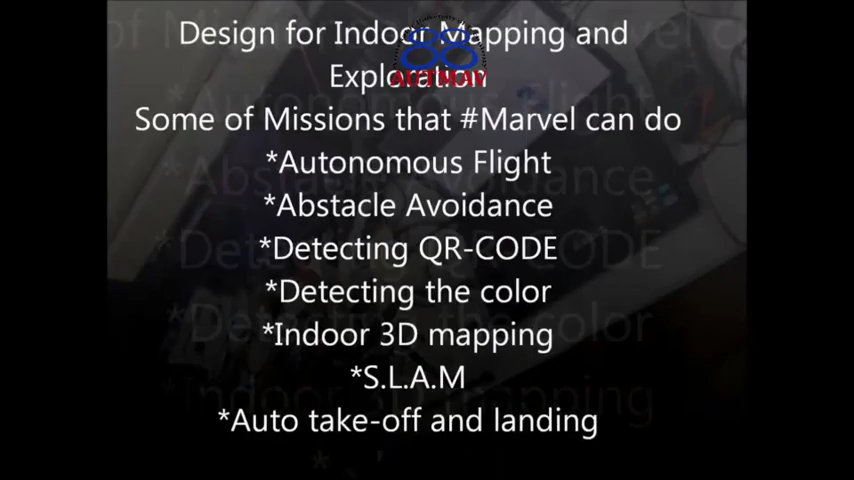 Design for Indoor Mapping and
Exploration
AUTMAV
Some of Missions that #Marvel can do
*Autonomous Flight
*Abstacle Avoidance
*Detecting QR-CODE
*Detecting the color
*Indoor 3D mapping
*S.L.A.M
*Auto take-off and landing